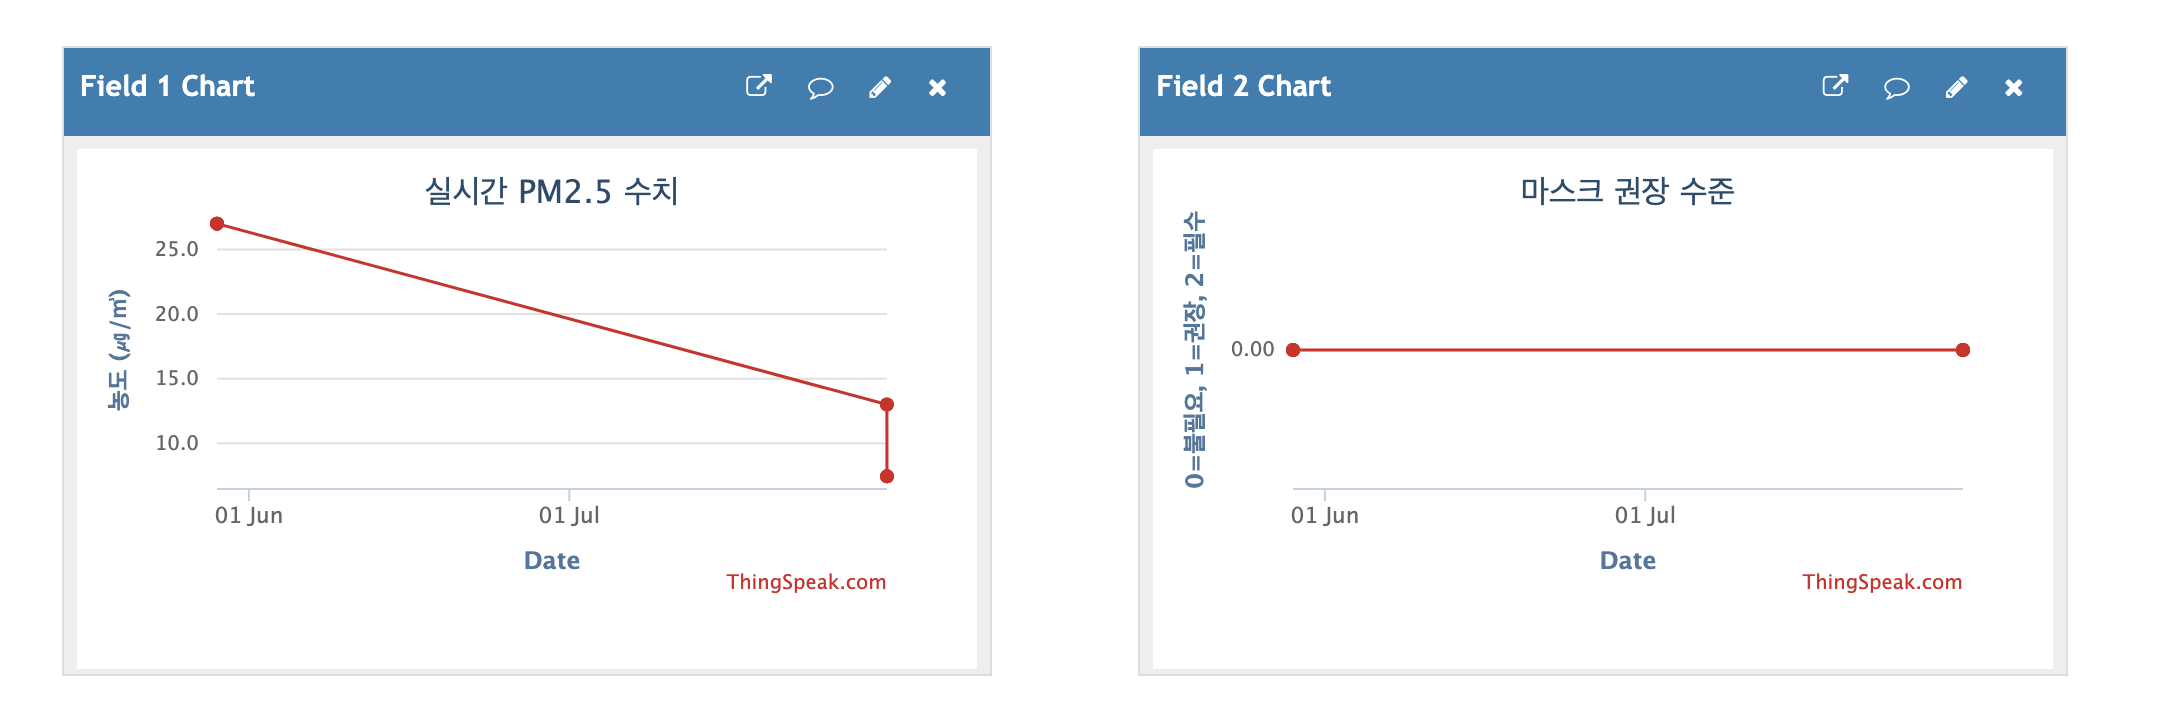 Field 1 Chart
실시간 PM2.5 수치
농도 (㎍/㎥)
25.0
20.0
15.0
10.0
01 Jun
01 Jul
Date
ThingSpeak.com
Field 2 Chart
마스크 권장 수준
0=불필요, 1=권장, 2=필수
0.00
01 Jun
01 Jul
Date
ThingSpeak.com